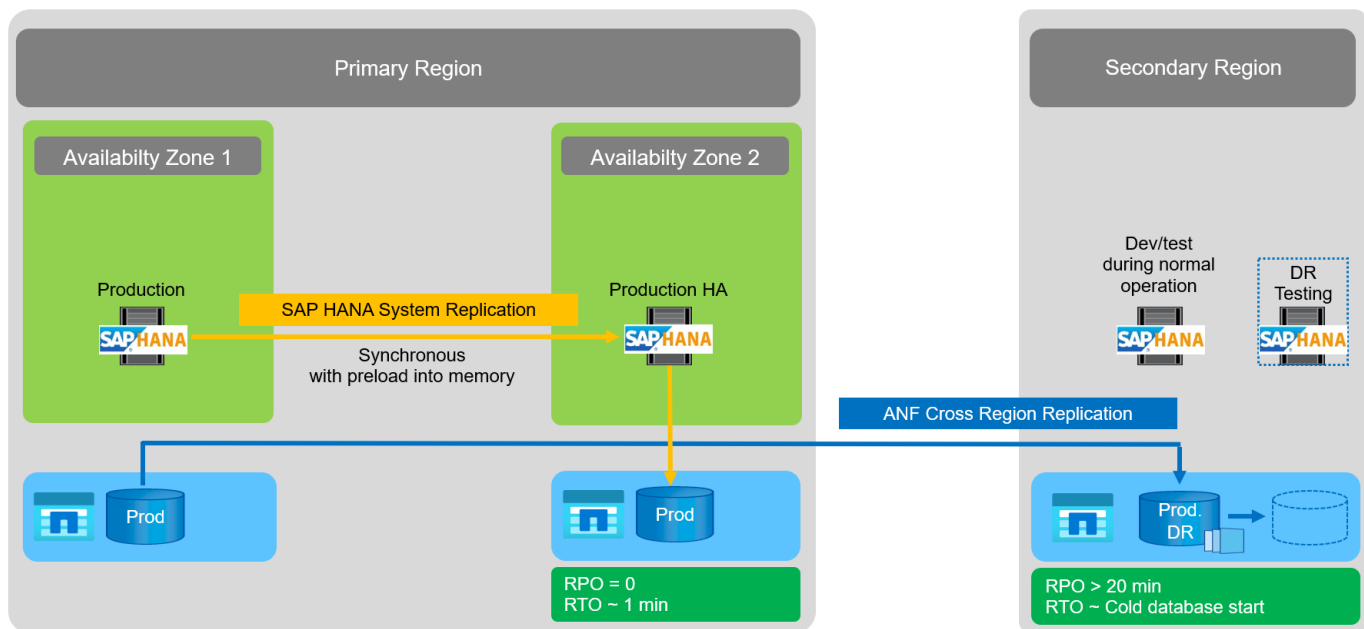 Primary Region
Secondary Region
Availabilty Zone 1
Availabilty Zone 2
Production
SAP HANA
SAP HANA System Replication
Synchronous
with preload into memory
Production HA
SAP HANA
Dev/test
during normal
operation
SAP HANA
DR
Testing
SAP HANA
ANF Cross Region Replication
Prod
Prod
Prod.
DR
RPO = 0
RTO ~ 1 min
RPO > 20 min
RTO ~ Cold database start